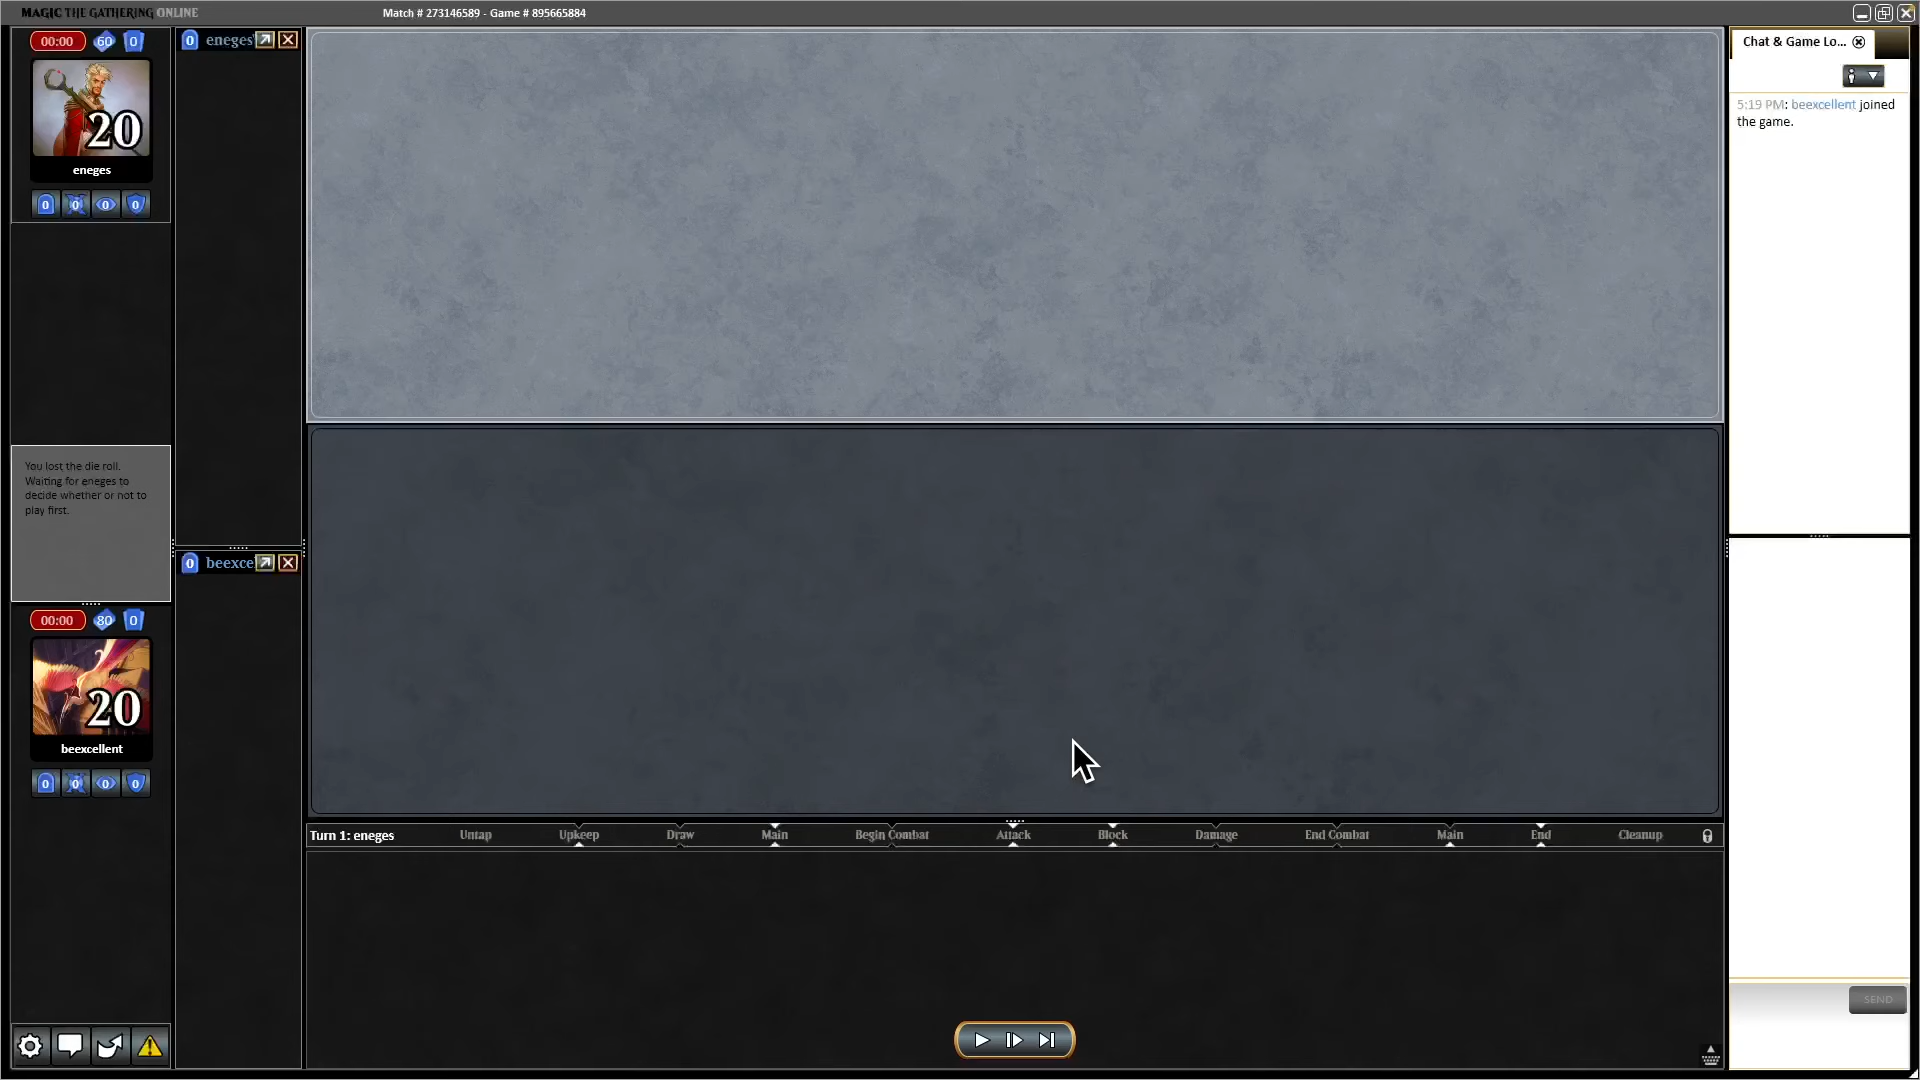 MAGIC THE GATHERING ONLINE
Match # 273146589 - Game # 895665884
00:00 60 0
20
eneges
0 0 0 0
0 eneges'
You lost the die roll.
Waiting for eneges to
decide whether or not to
play first.
00:00 80 0
20
beexcellent
0 0 0 0
0 beexce
Turn 1: eneges Untap Upkeep Draw Main Begin Combat Attack Block Damage End Combat Main End Cleanup
Chat & Game Lo...
5:19 PM: beexcellent joined
the game.
SEND